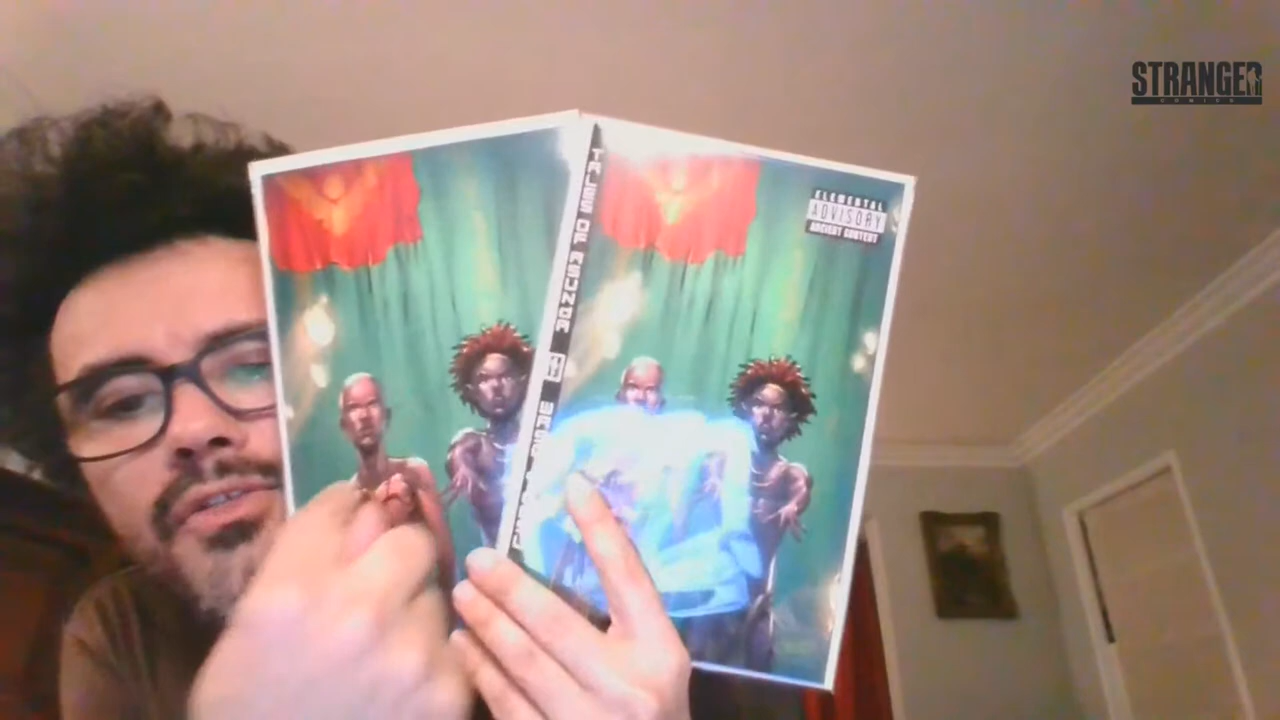 STRANGER
COMICS
ELEMENTAL
ADVISORY
ANCIENT CONTENT
TALES OF ASUNDA